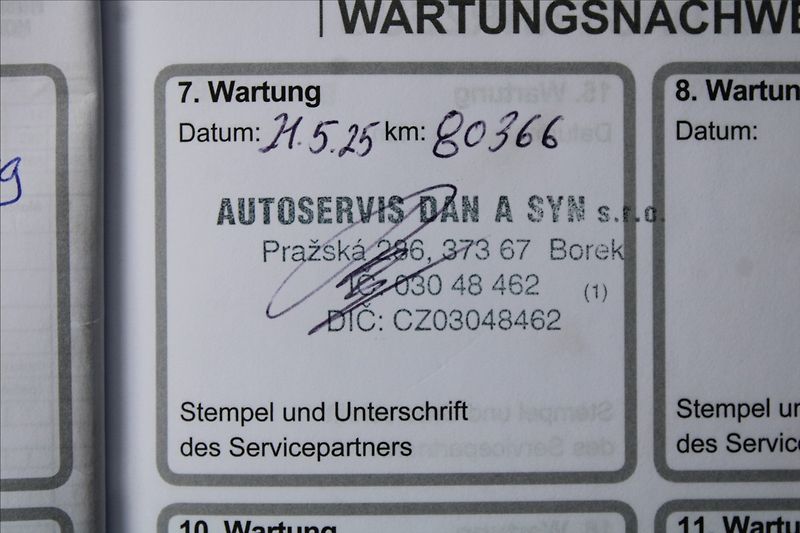 WARTUNGSNACHWE
7. Wartung
Datum: 21.5.25 km: 80366
AUTOSERVIS DAN A SYN s.r.o.
Pražská 296, 373 67 Borek
IČ: 030 48 462 (1)
DIČ: CZ03048462
Stempel und Unterschrift
des Servicepartners
8. Wartun
Datum:
Stempel ur
des Servic
10. Wartung
11. Wartu